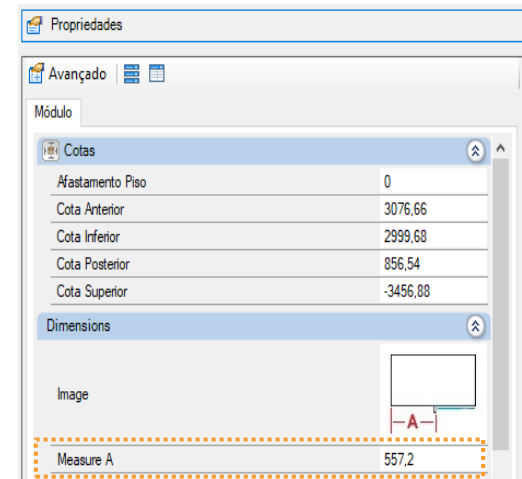 Propriedades
Avançado
Módulo
Cotas
Afastamento Piso 0
Cota Anterior 3076,66
Cota Inferior 2999,68
Cota Posterior 856,54
Cota Superior -3456,88
Dimensions
Image
A
Measure A 557,2